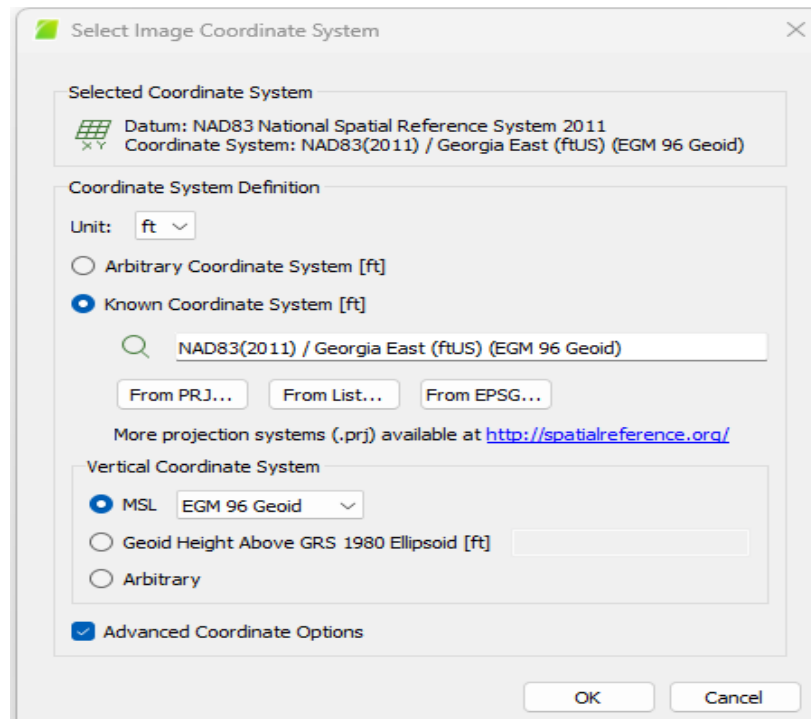 Select Image Coordinate System
Selected Coordinate System
Datum: NAD83 National Spatial Reference System 2011
X Y
Coordinate System: NAD83(2011) / Georgia East (ftUS) (EGM 96 Geoid)
Coordinate System Definition
Unit: ft
Arbitrary Coordinate System [ft]
Known Coordinate System [ft]
NAD83(2011) / Georgia East (ftUS) (EGM 96 Geoid)
From PRJ... From List... From EPSG...
More projection systems (.prj) available at http://spatialreference.org/
Vertical Coordinate System
MSL EGM 96 Geoid
Geoid Height Above GRS 1980 Ellipsoid [ft]
Arbitrary
Advanced Coordinate Options
OK Cancel